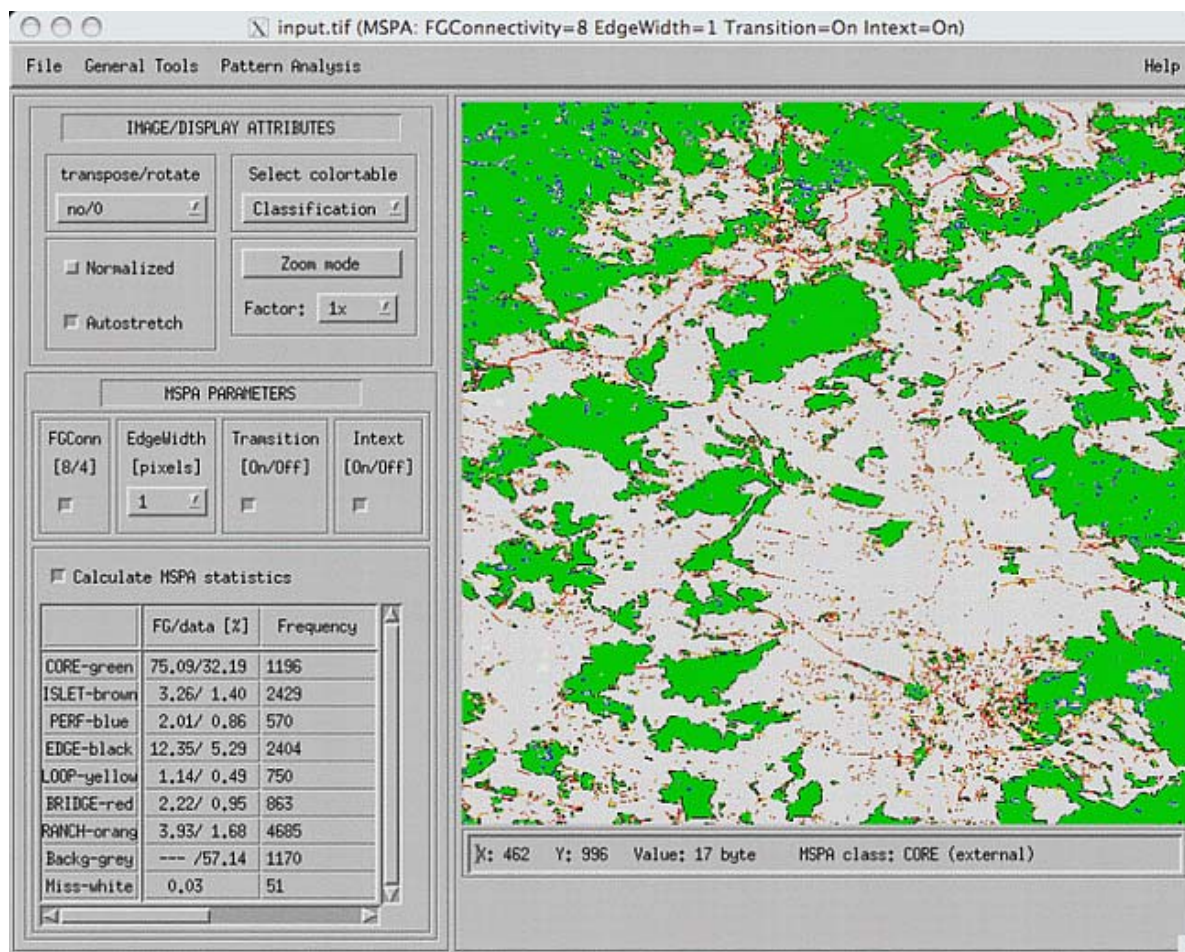 input.tif (MSPA: FGConnectivity=8 EdgeWidth=1 Transition=On Intext=On)
File General Tools Pattern Analysis Help
IMAGE/DISPLAY ATTRIBUTES
transpose/rotate Select colortable
no/0 Classification
Normalized Zoom mode
Autostretch Factor: 1x
MSPA PARAMETERS
FGConn EdgeWidth Transition Intext
[8/4] [pixels] [On/Off] [On/Off]
1
Calculate MSPA statistics
FG/data [%] Frequency
CORE-green 75.09/32.19 1196
ISLET-brown 3.26/ 1.40 2429
PERF-blue 2.01/ 0.86 570
EDGE-black 12.35/ 5.29 2404
LOOP-yellow 1.14/ 0.49 750
BRIDGE-red 2.22/ 0.95 863
RANCH-orang 3.93/ 1.68 4685
Backg-grey --- /57.14 1170
Miss-white 0.03 51
X: 462 Y: 996 Value: 17 byte MSPA class: CORE (external)